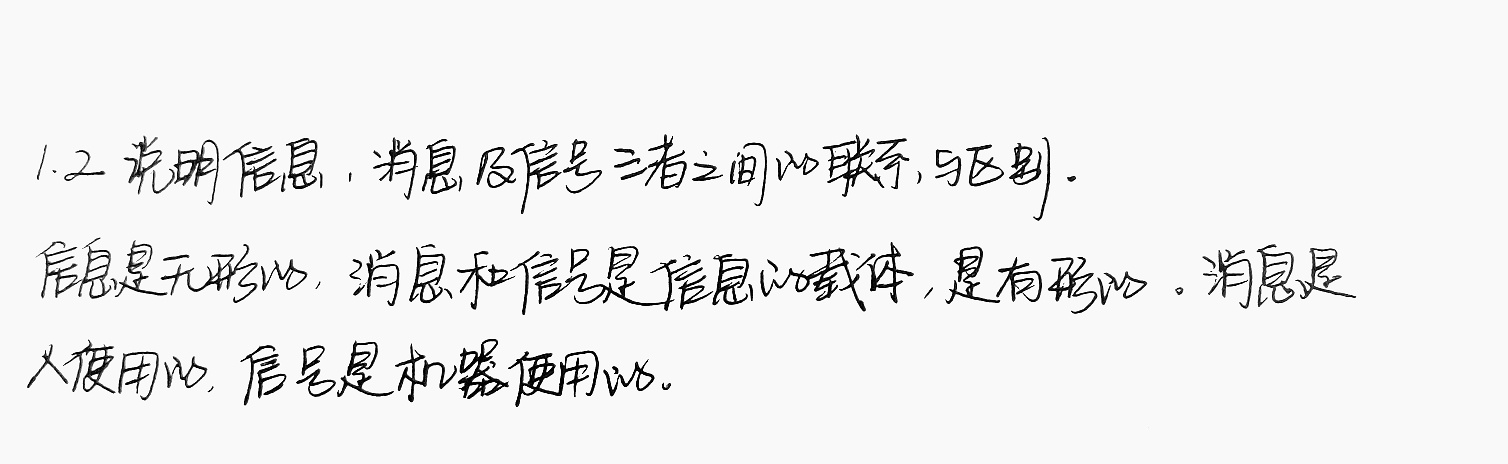 1.2 说明信息,消息及信号三者之间的联系,与区别.
信息是无形的,消息和信号是信息的载体,是有形的。消息是
人使用的,信号是机器使用的.